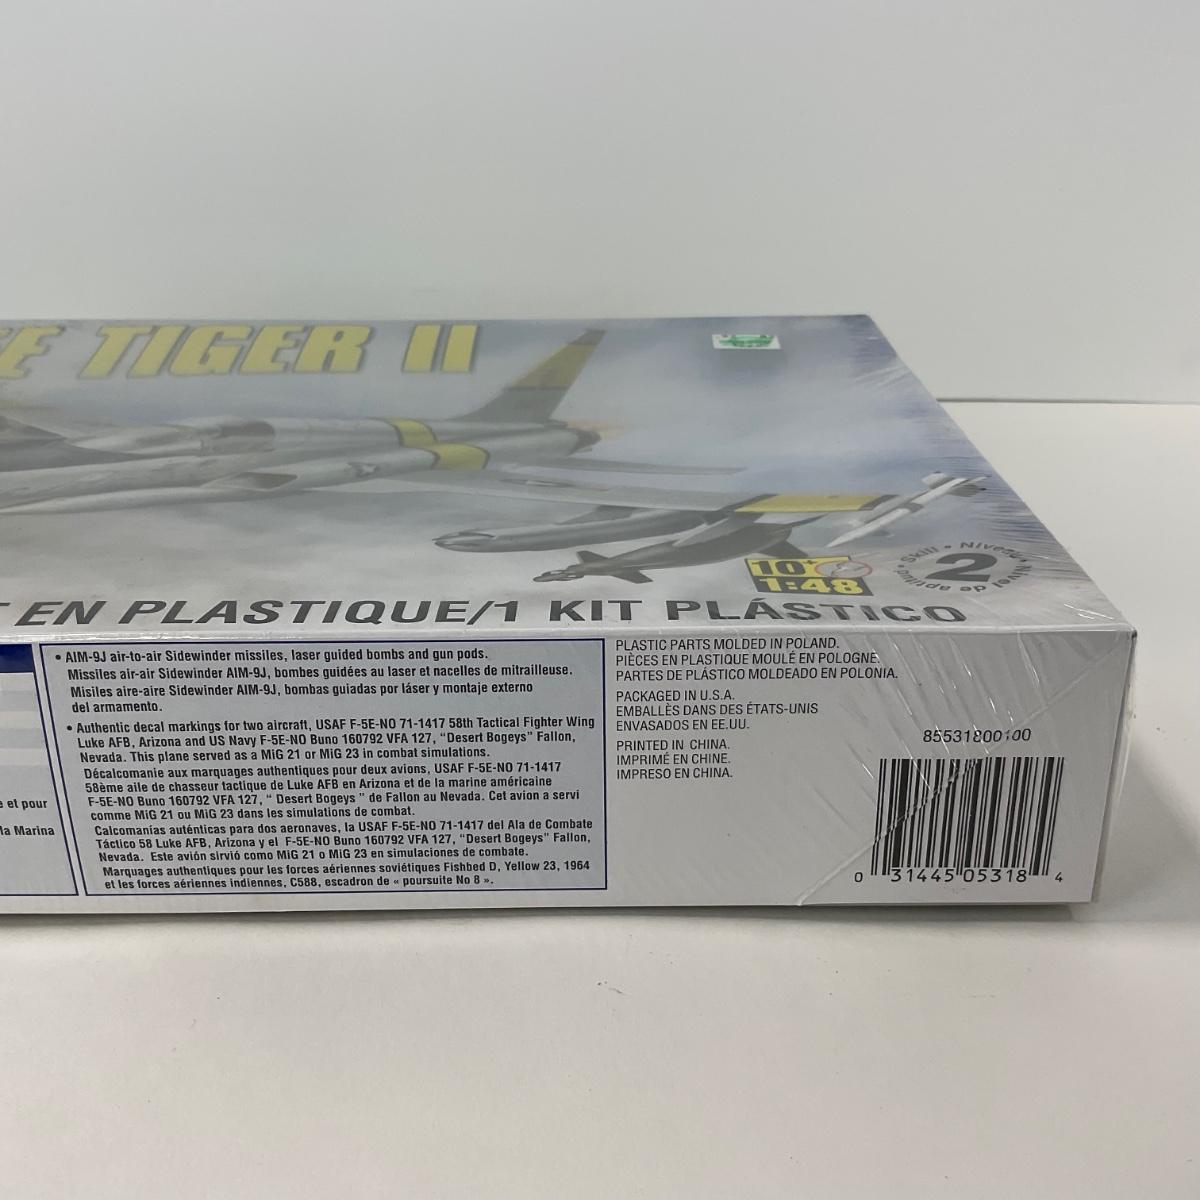 E TIGER II
10+
1:48
Skill • Niveau • Nivel de aptitud
2
EN PLASTIQUE/1 KIT PLÁSTICO
e et pour
la Marina
• AIM-9J air-to-air Sidewinder missiles, laser guided bombs and gun pods.
Missiles air-air Sidewinder AIM-9J, bombes guidées au laser et nacelles de mitrailleuse.
Misiles aire-aire Sidewinder AIM-9J, bombas guiadas por láser y montaje externo
del armamento.
• Authentic decal markings for two aircraft, USAF F-5E-NO 71-1417 58th Tactical Fighter Wing
Luke AFB, Arizona and US Navy F-5E-NO Buno 160792 VFA 127, "Desert Bogeys" Fallon,
Nevada. This plane served as a MiG 21 or MiG 23 in combat simulations.
Décalcomanie aux marquages authentiques pour deux avions, USAF F-5E-NO 71-1417
58ème aile de chasseur tactique de Luke AFB en Arizona et de la marine américaine
F-5E-NO Buno 160792 VFA 127, " Desert Bogeys " de Fallon au Nevada. Cet avion a servi
comme MiG 21 ou MiG 23 dans les simulations de combat.
Calcomanías auténticas para dos aeronaves, la USAF F-5E-NO 71-1417 del Ala de Combate
Táctico 58 Luke AFB, Arizona y el F-5E-NO Buno 160792 VFA 127, "Desert Bogeys" Fallon,
Nevada. Este avión sirvió como MiG 21 o MiG 23 en simulaciones de combate.
Marquages authentiques pour les forces aériennes soviétiques Fishbed D, Yellow 23, 1964
et les forces aériennes indiennes, C588, escadron de « poursuite No 8 ».
PLASTIC PARTS MOLDED IN POLAND.
PIÈCES EN PLASTIQUE MOULÉ EN POLOGNE.
PARTES DE PLÁSTICO MOLDEADO EN POLONIA.
PACKAGED IN U.S.A.
EMBALLÈS DANS DES ÉTATS-UNIS
ENVASADOS EN EE.UU.
PRINTED IN CHINA.
IMPRIMÉ EN CHINE.
IMPRESO EN CHINA.
85531800100
0 31445 05318 4